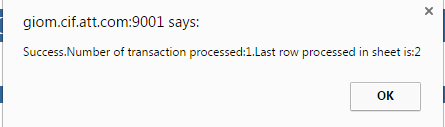 giom.cif.att.com:9001 says:
Success.Number of transaction processed:1.Last row processed in sheet is:2
OK